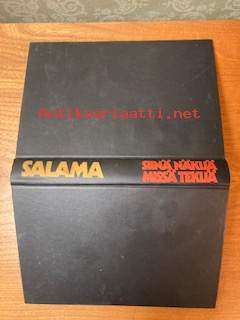 antikvariaatti.net
SALAMA
SIINÄ NÄKIJÄ
MISSÄ TEKIJÄ